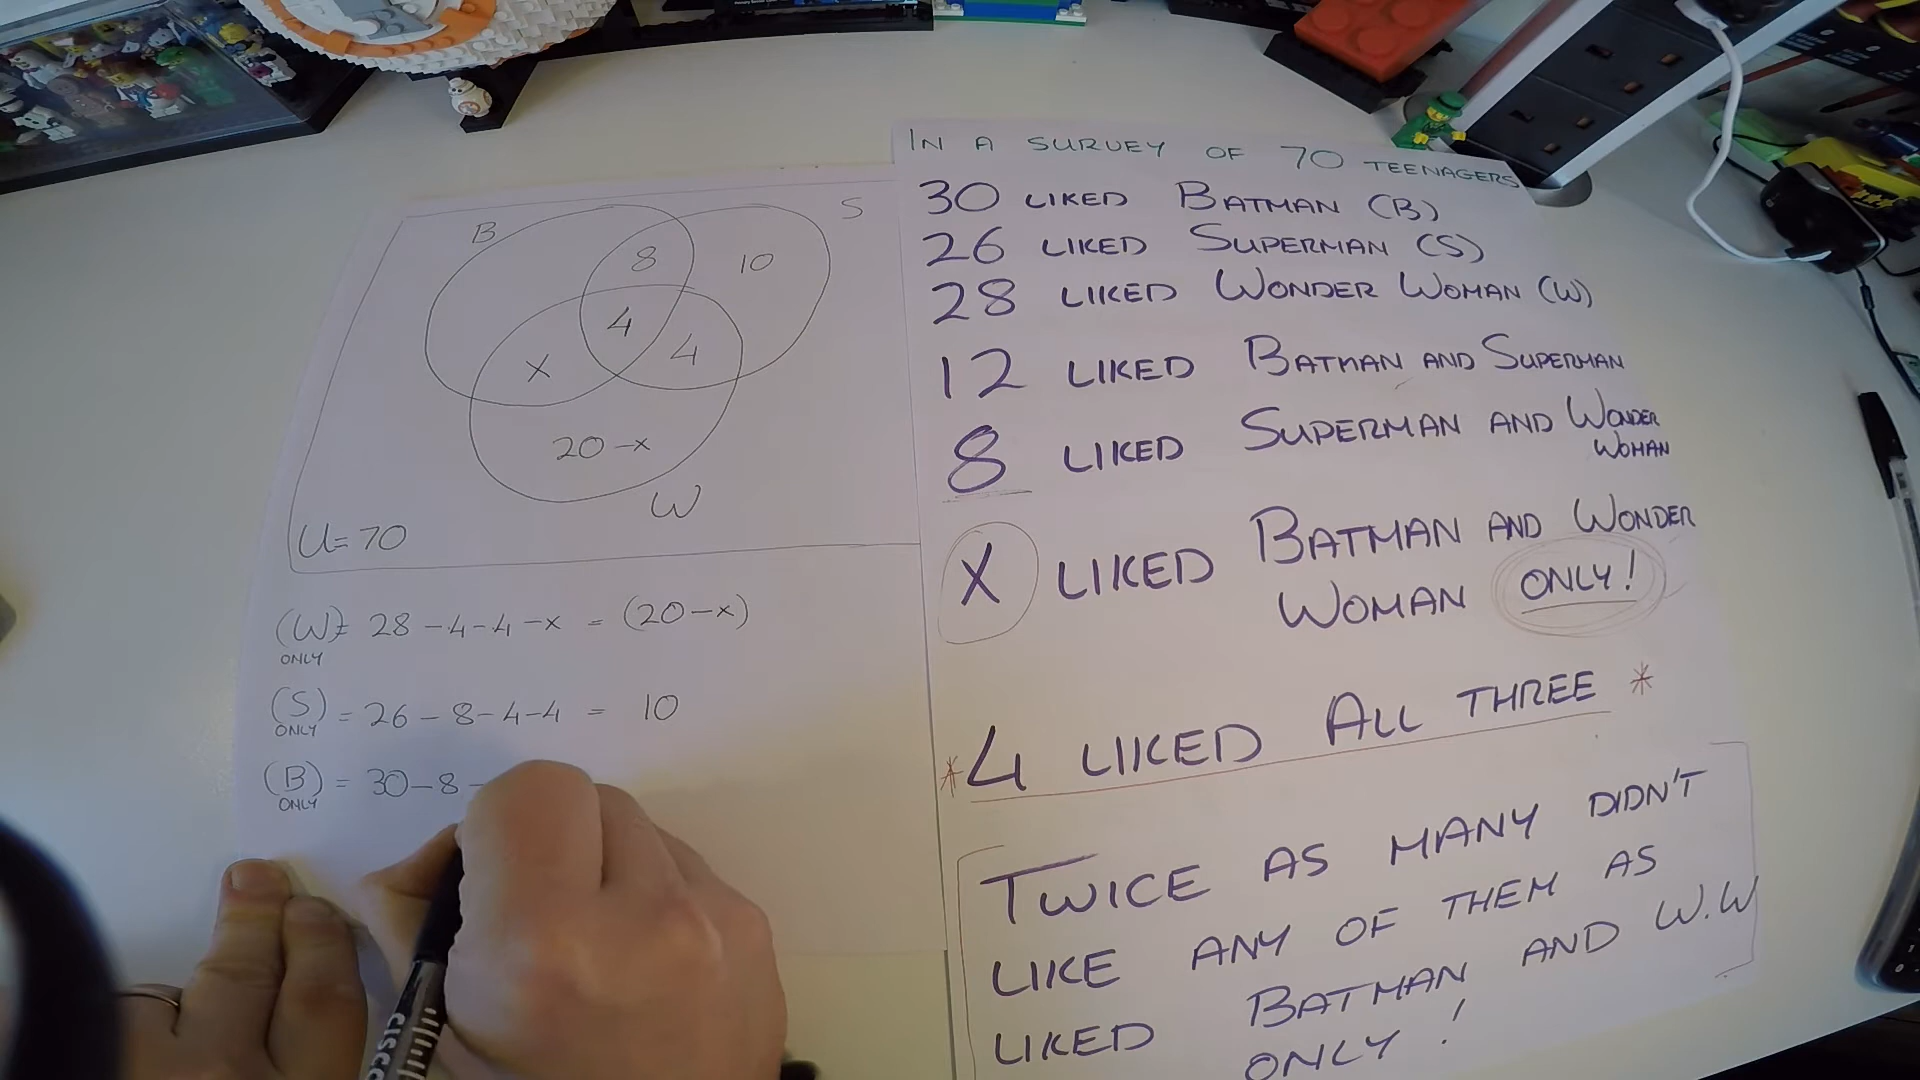 B
S
8
10
4
X
4
20-x
W
U=70
(W)= 28 - 4 - 4 - x = (20-x)
ONLY
(S) = 26 - 8 - 4 - 4 = 10
ONLY
(B) = 30 - 8 -
ONLY
IN A SURVEY OF 70 TEENAGERS
30 LIKED BATMAN (B)
26 LIKED SUPERMAN (S)
28 LIKED WONDER WOMAN (W)
12 LIKED BATMAN AND SUPERMAN
8 LIKED SUPERMAN AND WONDER
WOMAN
X LIKED BATMAN AND WONDER
WOMAN ONLY!
*4 LIKED ALL THREE *
TWICE AS MANY DIDN'T
LIKE ANY OF THEM AS
LIKED BATMAN AND W.W
ONLY!